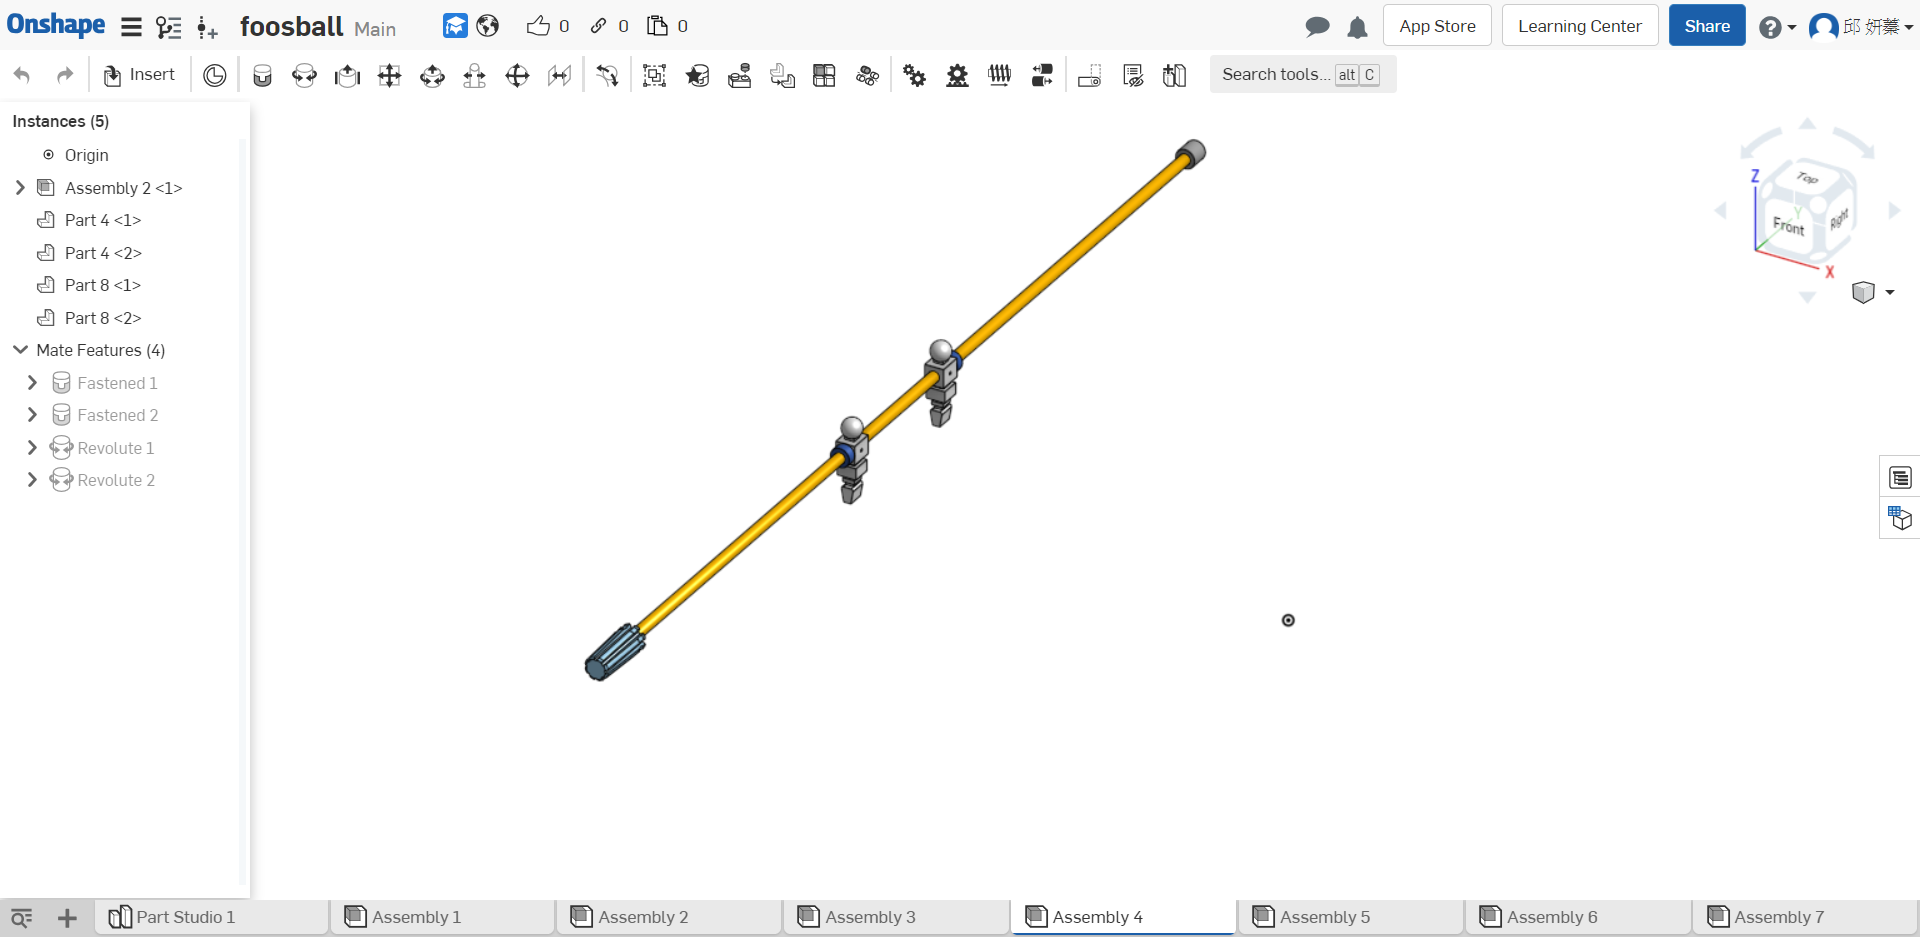 Onshape foosball Main 0 0 0 App Store Learning Center Share ? 邱 妍蓁
Insert Search tools... alt C
Instances (5)
Origin
Assembly 2 <1>
Part 4 <1>
Part 4 <2>
Part 8 <1>
Part 8 <2>
Mate Features (4)
Fastened 1
Fastened 2
Revolute 1
Revolute 2
Z
Top
Y
Front Right
X
Part Studio 1 Assembly 1 Assembly 2 Assembly 3 Assembly 4 Assembly 5 Assembly 6 Assembly 7